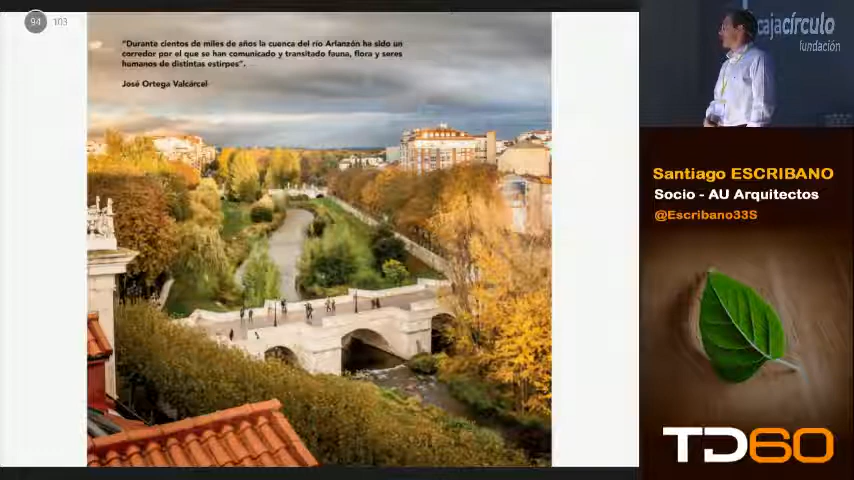 94 103
"Durante cientos de miles de años la cuenca del río Arlanzón ha sido un
corredor por el que se han comunicado y transitado fauna, flora y seres
humanos de distintas estirpes".
José Ortega Valcárcel
cajacírculo
fundación
Santiago ESCRIBANO
Socio - AU Arquitectos
@Escribano33S
TD60